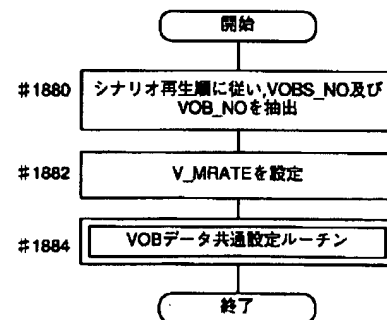 開始
#1880
シナリオ再生順に従い,VOBS_NO及び
VOB_NOを抽出
#1882
V_MRATEを設定
#1884
VOBデータ共通設定ルーチン
終了